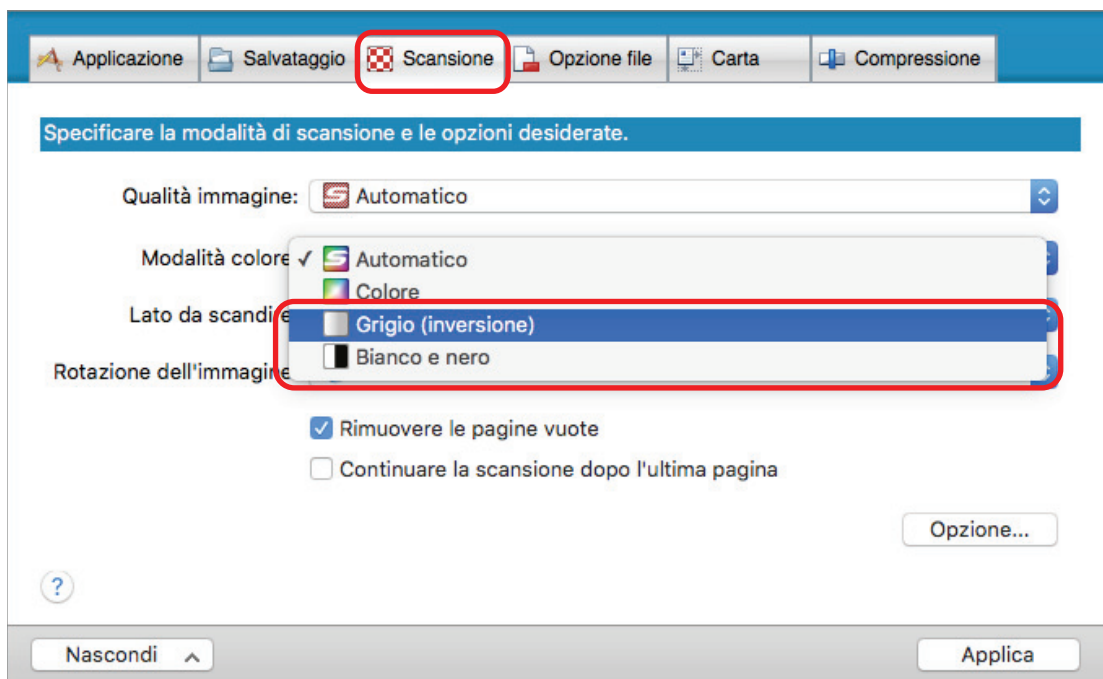 Applicazione Salvataggio Scansione Opzione file Carta Compressione
Specificare la modalità di scansione e le opzioni desiderate.
Qualità immagine: Automatico
Modalità colore ✓ Automatico
Colore
Lato da scandire Grigio (inversione)
Bianco e nero
Rotazione dell'immagine
Rimuovere le pagine vuote
Continuare la scansione dopo l'ultima pagina
Opzione...
?
Nascondi Applica